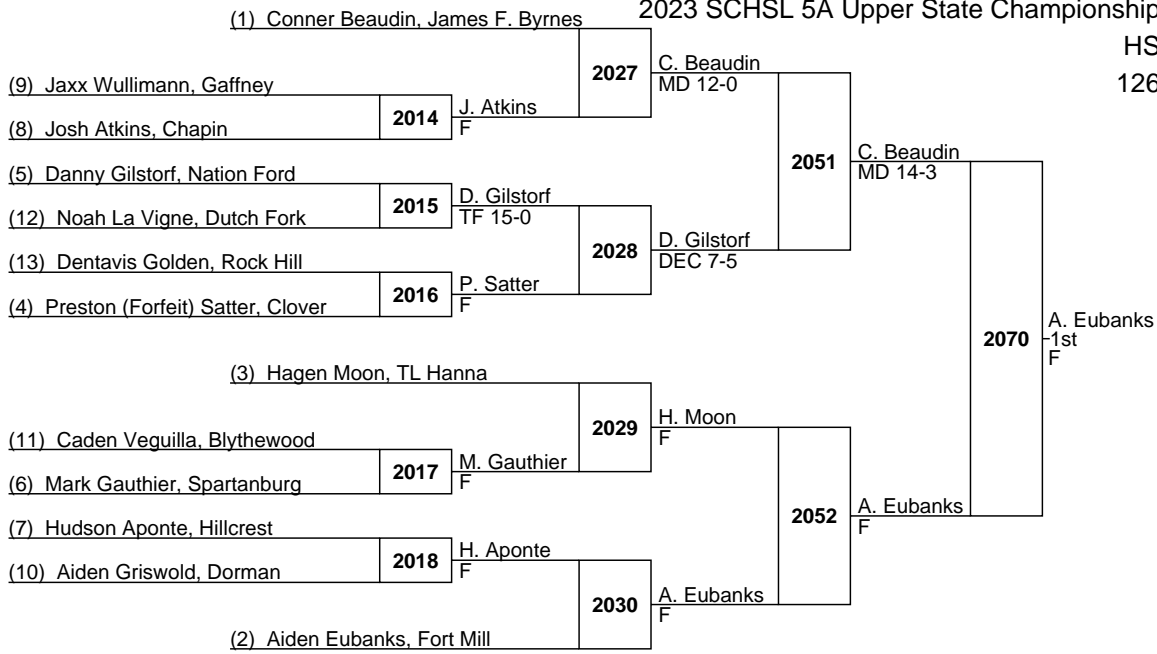 2023 SCHSL 5A Upper State Championship
HS
126
(1) Conner Beaudin, James F. Byrnes
2027
C. Beaudin
MD 12-0
(9) Jaxx Wullimann, Gaffney
2014
J. Atkins
F
(8) Josh Atkins, Chapin
2051
C. Beaudin
MD 14-3
(5) Danny Gilstorf, Nation Ford
2015
D. Gilstorf
TF 15-0
(12) Noah La Vigne, Dutch Fork
2028
D. Gilstorf
DEC 7-5
(13) Dentavis Golden, Rock Hill
2016
P. Satter
F
(4) Preston (Forfeit) Satter, Clover
2070
A. Eubanks
1st
F
(3) Hagen Moon, TL Hanna
2029
H. Moon
F
(11) Caden Veguilla, Blythewood
2017
M. Gauthier
F
(6) Mark Gauthier, Spartanburg
2052
A. Eubanks
F
(7) Hudson Aponte, Hillcrest
2018
H. Aponte
F
(10) Aiden Griswold, Dorman
2030
A. Eubanks
F
(2) Aiden Eubanks, Fort Mill